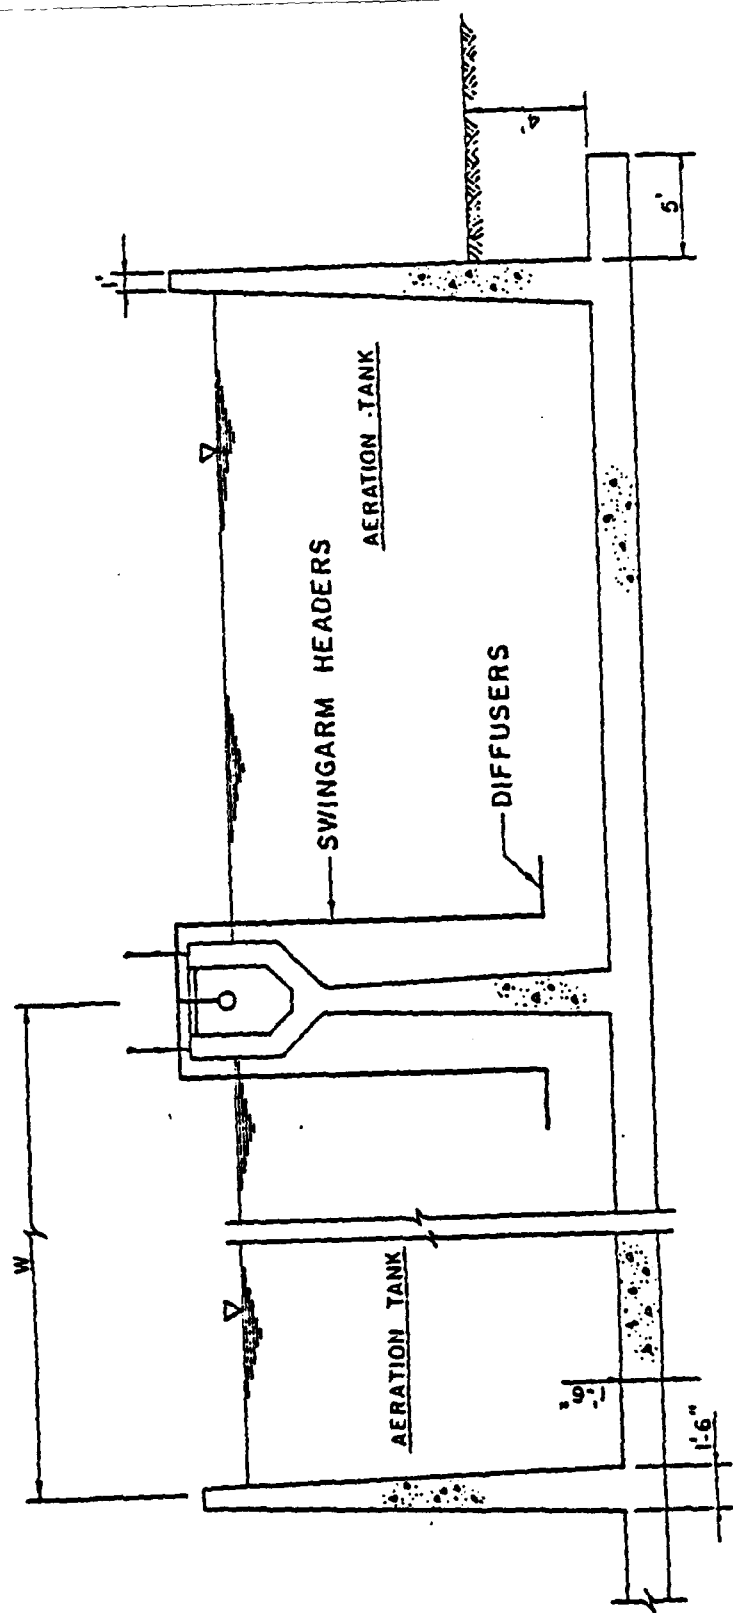 W
1'
AERATION TANK
SWINGARM HEADERS
AERATION TANK
DIFFUSERS
4'
5'
1'-6"
1'-6"